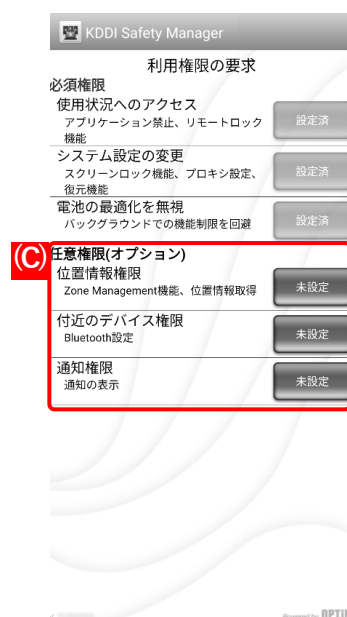 KDDI Safety Manager
利用権限の要求
必須権限
使用状況へのアクセス
アプリケーション禁止、リモートロック
機能
設定済
システム設定の変更
スクリーンロック機能、プロキシ設定、
復元機能
設定済
電池の最適化を無視
バックグラウンドでの機能制限を回避
設定済
(C)
任意権限(オプション)
位置情報権限
Zone Management機能、位置情報取得
未設定
付近のデバイス権限
Bluetooth設定
未設定
通知権限
通知の表示
未設定